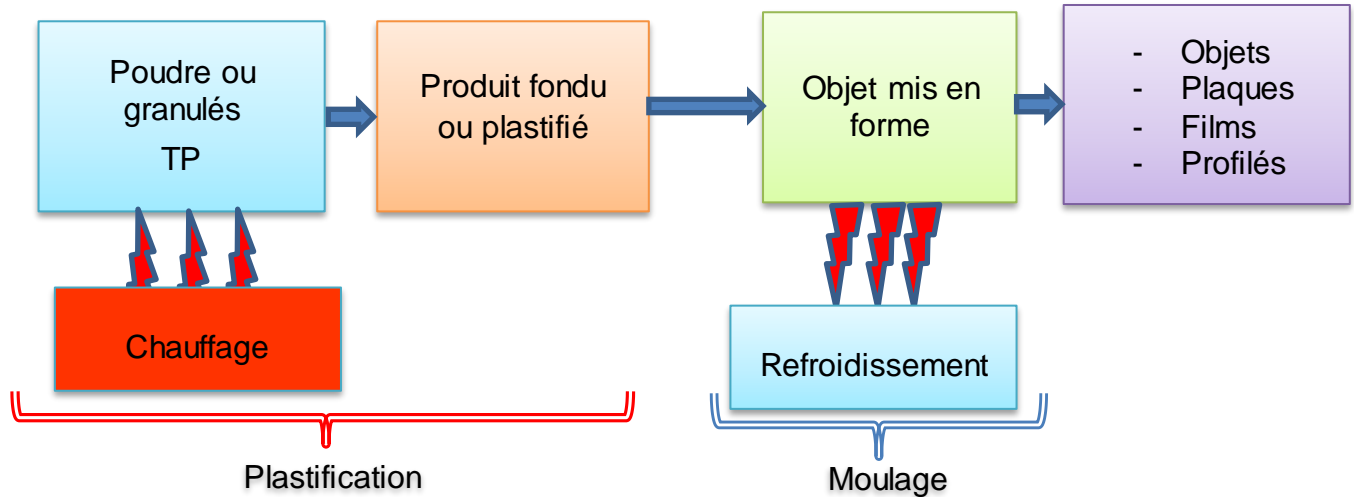 Poudre ou
granulés
TP
Produit fondu
ou plastifié
Objet mis en
forme
- Objets
- Plaques
- Films
- Profilés
Chauffage
Refroidissement
Plastification
Moulage